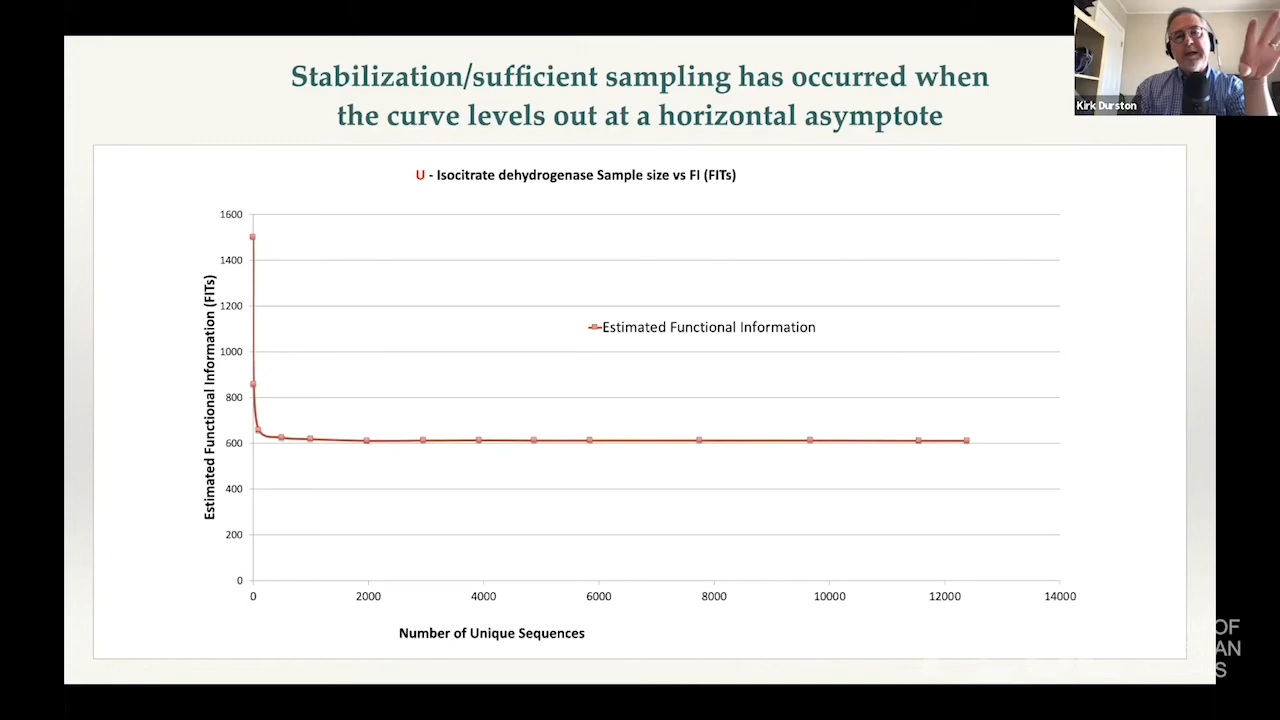 Stabilization/sufficient sampling has occurred when
the curve levels out at a horizontal asymptote
Kirk Durston
U - Isocitrate dehydrogenase Sample size vs FI (FITs)
Estimated Functional Information (FITs)
1600
1400
1200
1000
800
600
400
200
0
Estimated Functional Information
0 2000 4000 6000 8000 10000 12000 14000
Number of Unique Sequences
OF
AN
S